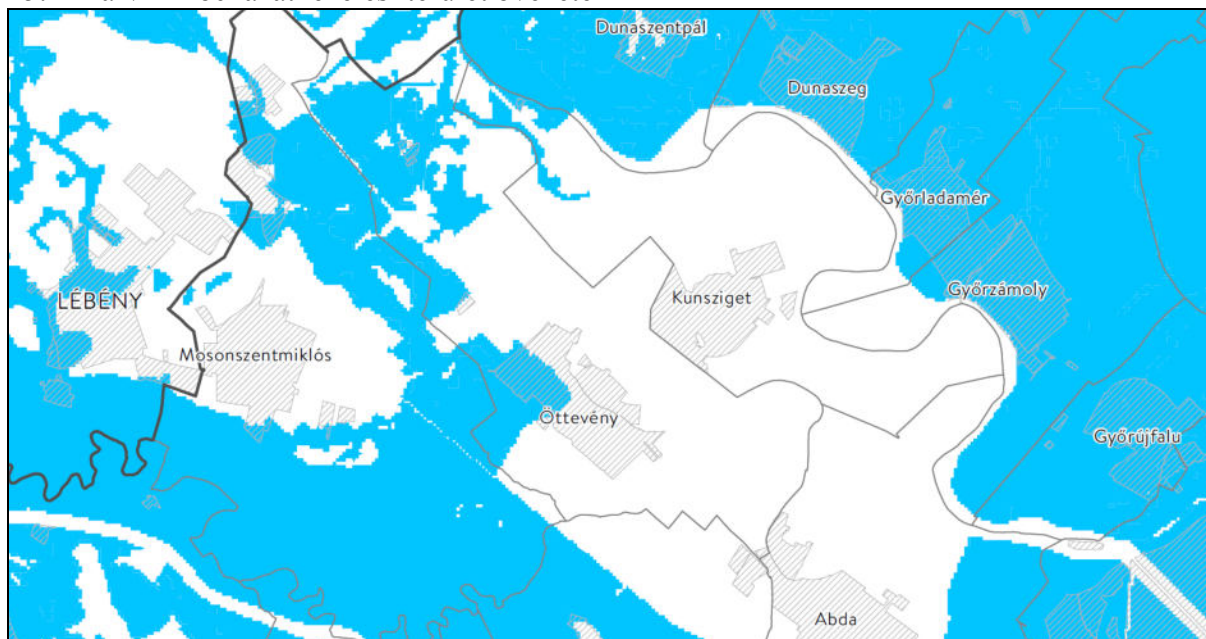 Dunaszentpál
Dunaszeg
Győrladamér
Kunsziget
Győrzámoly
LÉBÉNY
Mosonszentmiklós
Öttevény
Győrújfalu
Abda